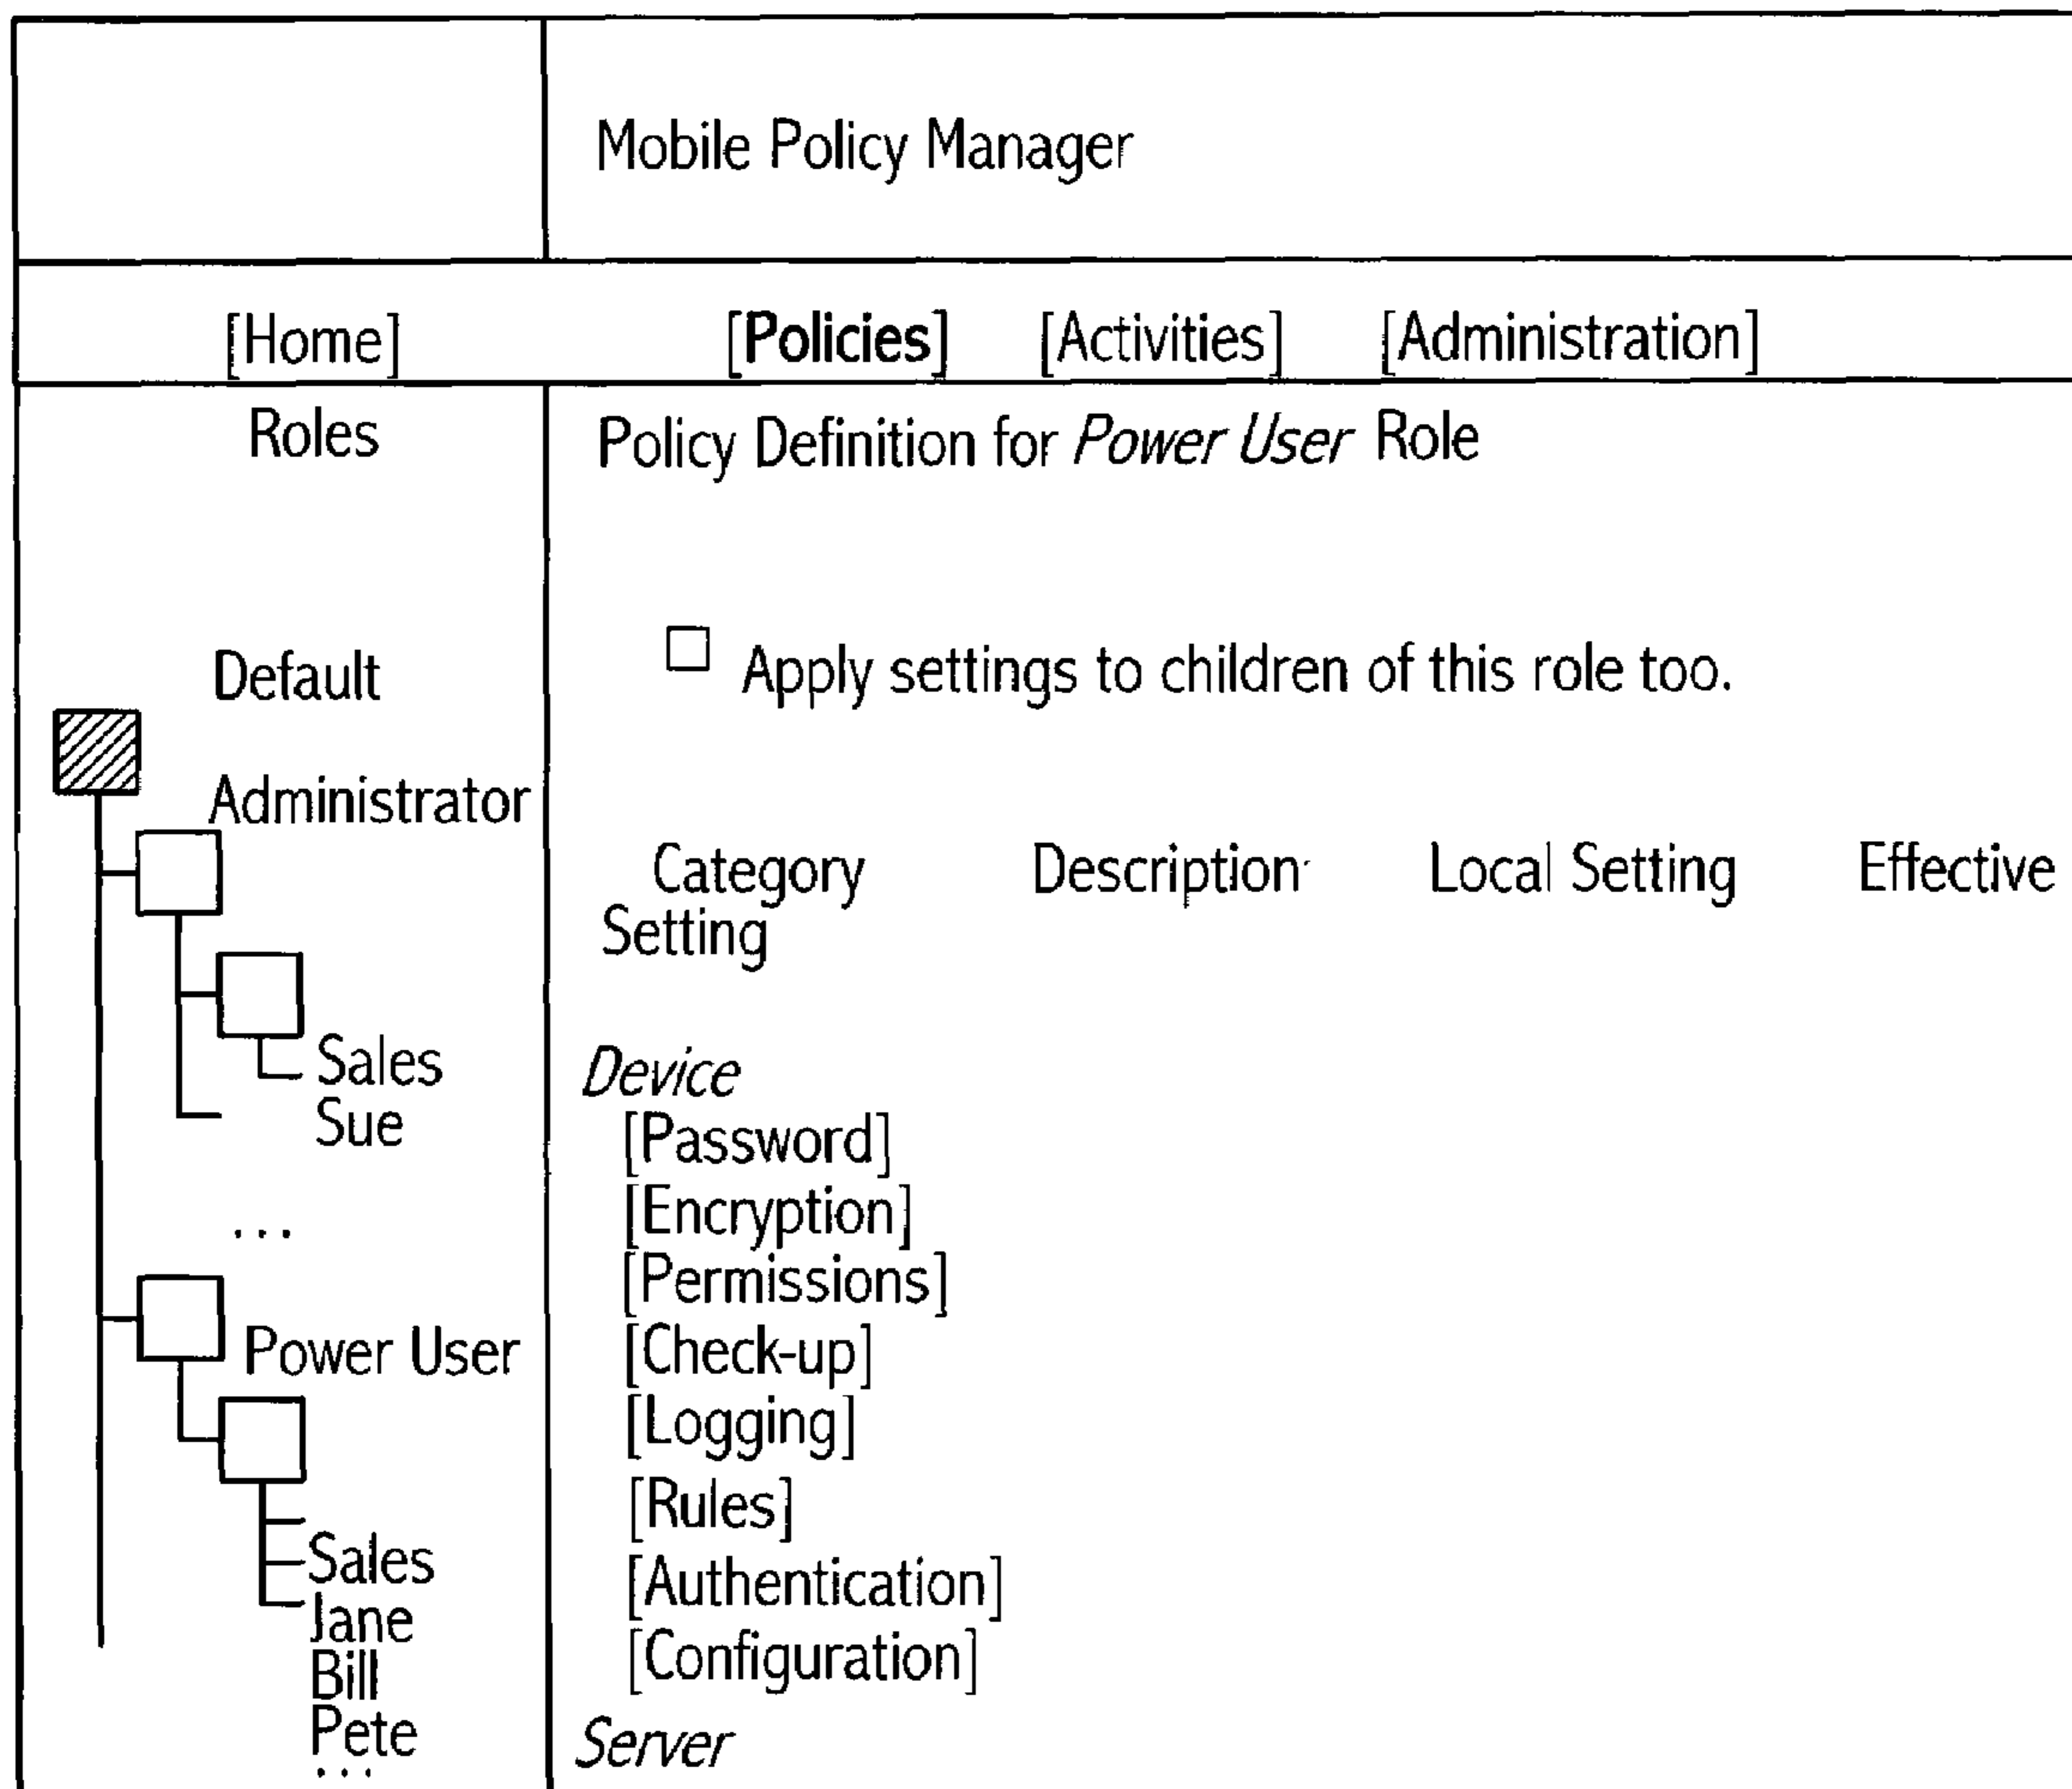 Mobile Policy Manager
[Home] [Policies] [Activities] [Administration]
Roles
Default
Administrator
Sales
Sue
...
Power User
Sales
Jane
Bill
Pete
...
Policy Definition for Power User Role
Apply settings to children of this role too.
Category Description Local Setting Effective
Setting
Device
[Password]
[Encryption]
[Permissions]
[Check-up]
[Logging]
[Rules]
[Authentication]
[Configuration]
Server